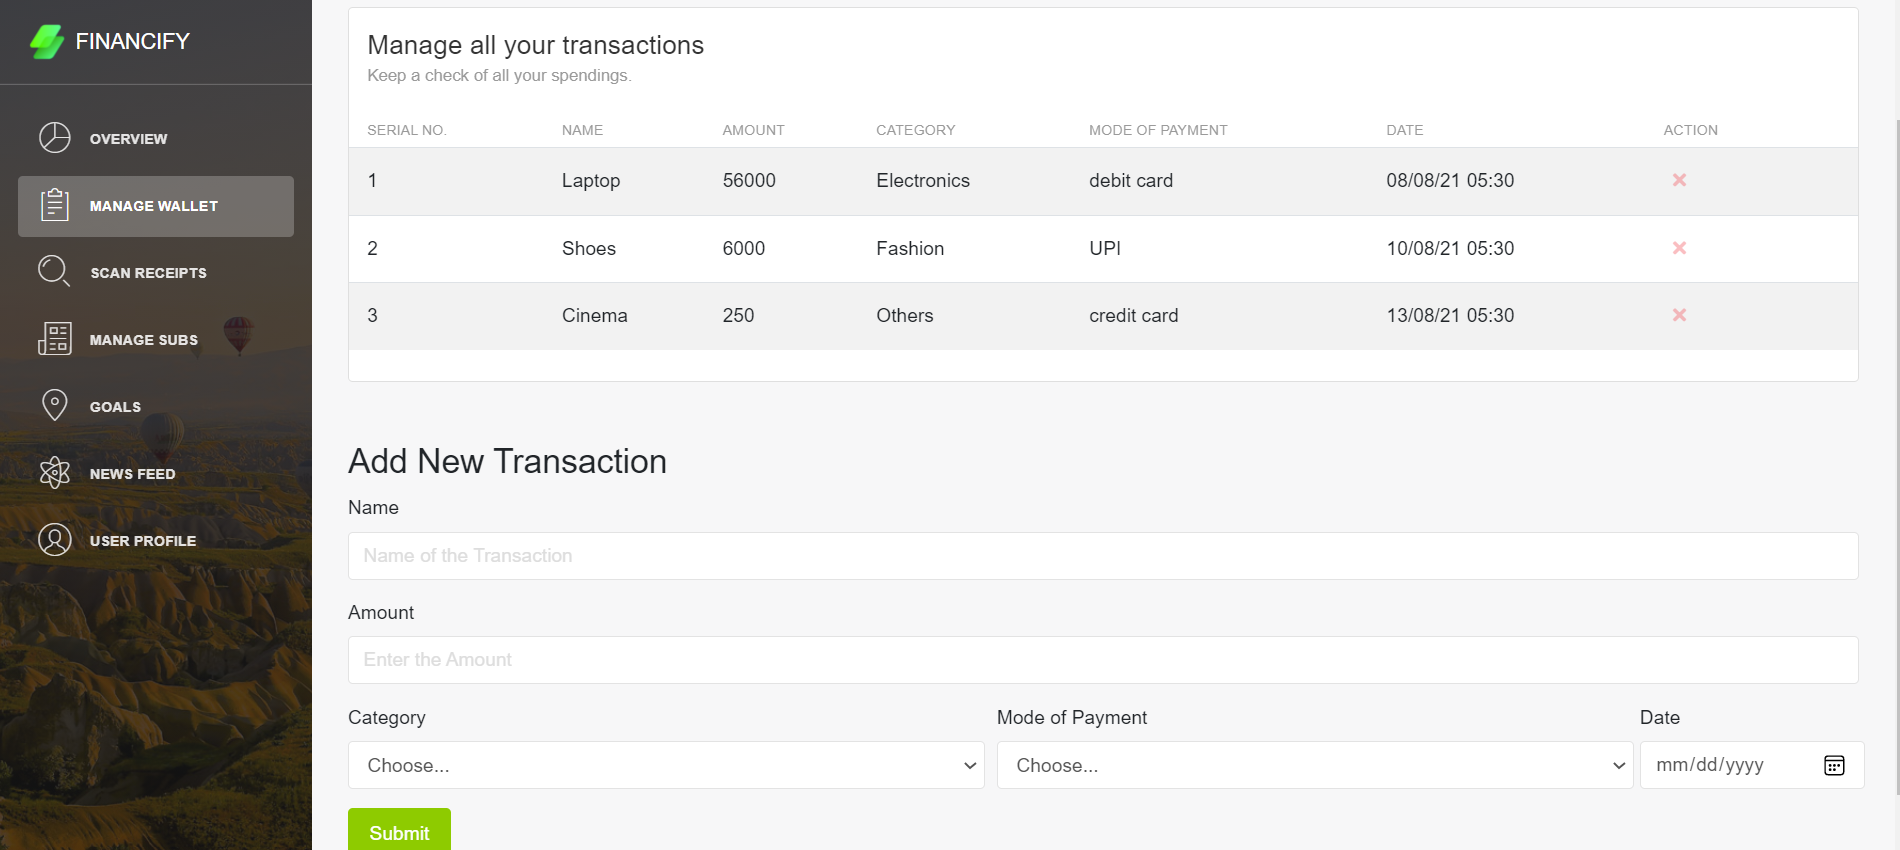 FINANCIFY
OVERVIEW
MANAGE WALLET
SCAN RECEIPTS
MANAGE SUBS
GOALS
NEWS FEED
USER PROFILE
Manage all your transactions
Keep a check of all your spendings.
SERIAL NO. NAME AMOUNT CATEGORY MODE OF PAYMENT DATE ACTION
1 Laptop 56000 Electronics debit card 08/08/21 05:30
2 Shoes 6000 Fashion UPI 10/08/21 05:30
3 Cinema 250 Others credit card 13/08/21 05:30
Add New Transaction
Name
Name of the Transaction
Amount
Enter the Amount
Category Mode of Payment Date
Choose... Choose... mm/dd/yyyy
Submit